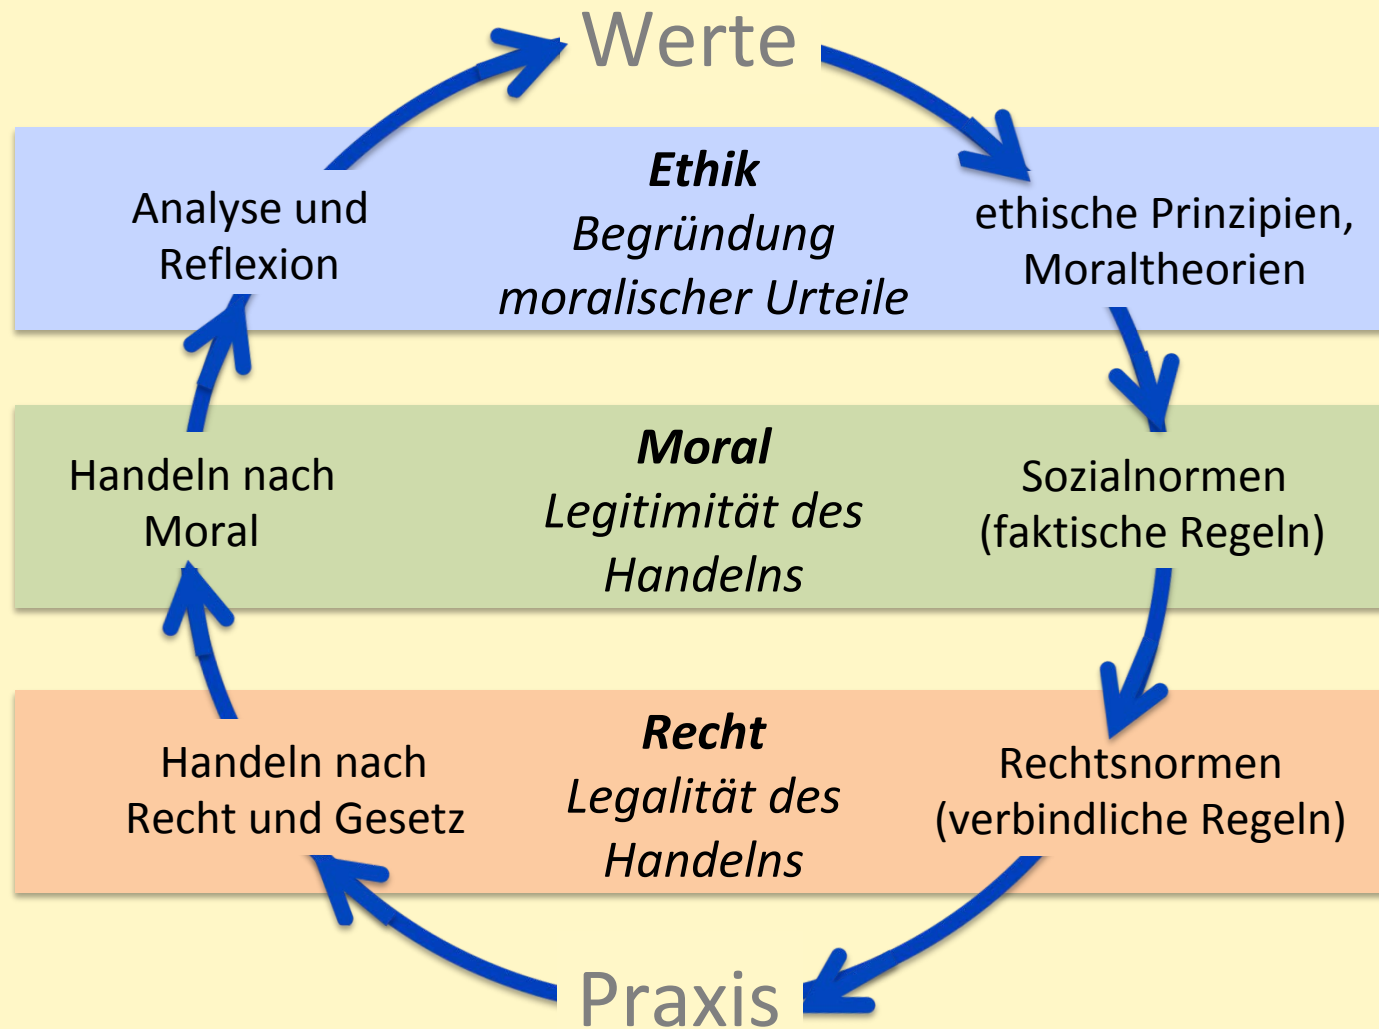 Werte
Analyse und
Reflexion
Ethik
Begründung
moralischer Urteile
ethische Prinzipien,
Moraltheorien
Handeln nach
Moral
Moral
Legitimität des
Handelns
Sozialnormen
(faktische Regeln)
Handeln nach
Recht und Gesetz
Recht
Legalität des
Handelns
Rechtsnormen
(verbindliche Regeln)
Praxis